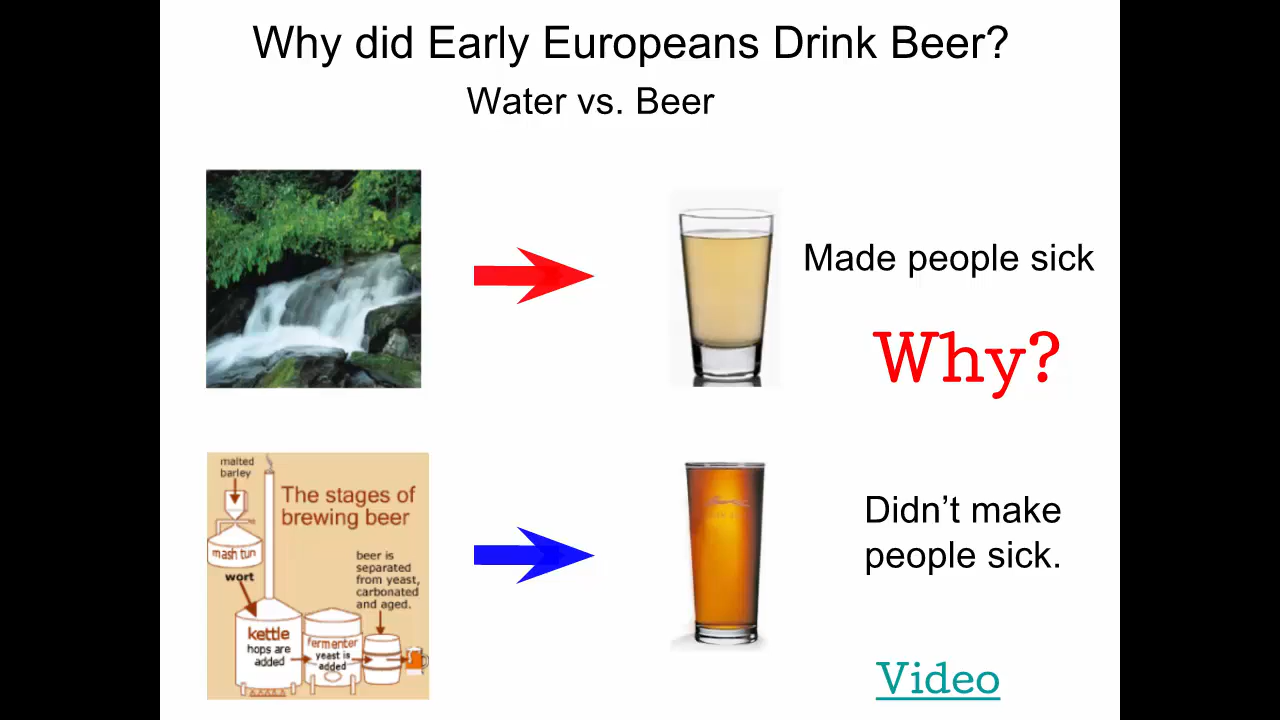 Why did Early Europeans Drink Beer?
Water vs. Beer
Made people sick
Why?
malted
barley
The stages of
brewing beer
mash tun
wort
beer is
separated
from yeast,
carbonated
and aged.
kettle
hops are
added
fermenter
yeast is
added
Didn't make
people sick.
Video